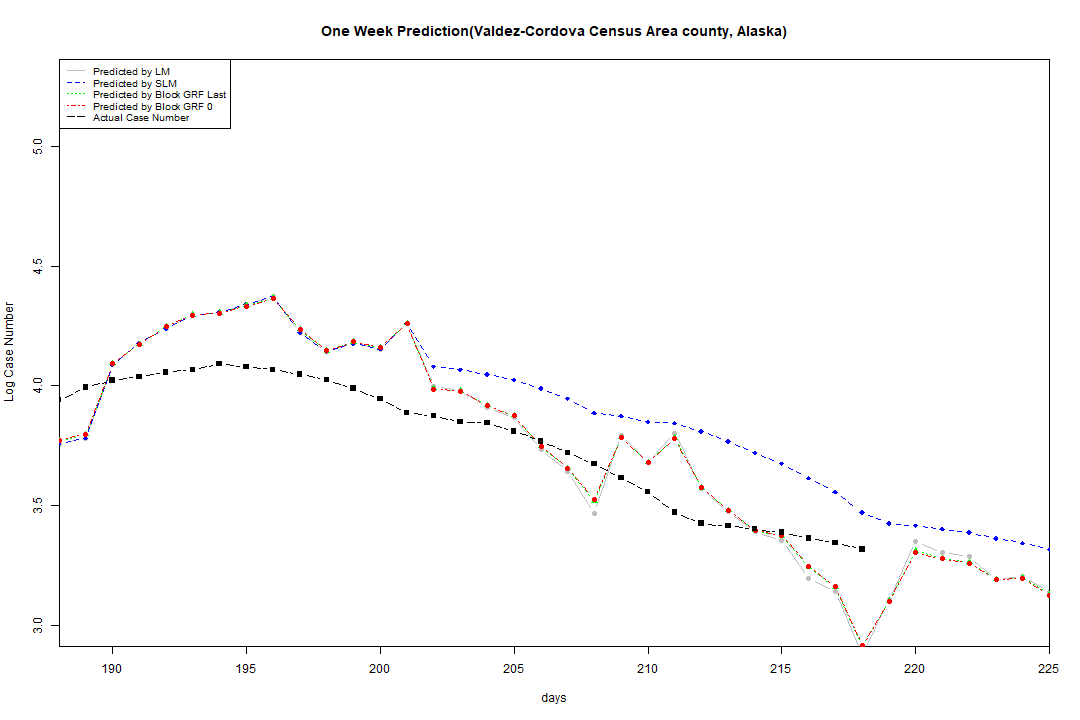 One Week Prediction(Valdez-Cordova Census Area county, Alaska)
Predicted by LM
Predicted by SLM
Predicted by Block GRF Last
Predicted by Block GRF 0
Actual Case Number
Log Case Number
5.0
4.5
4.0
3.5
3.0
190 195 200 205 210 215 220 225
days